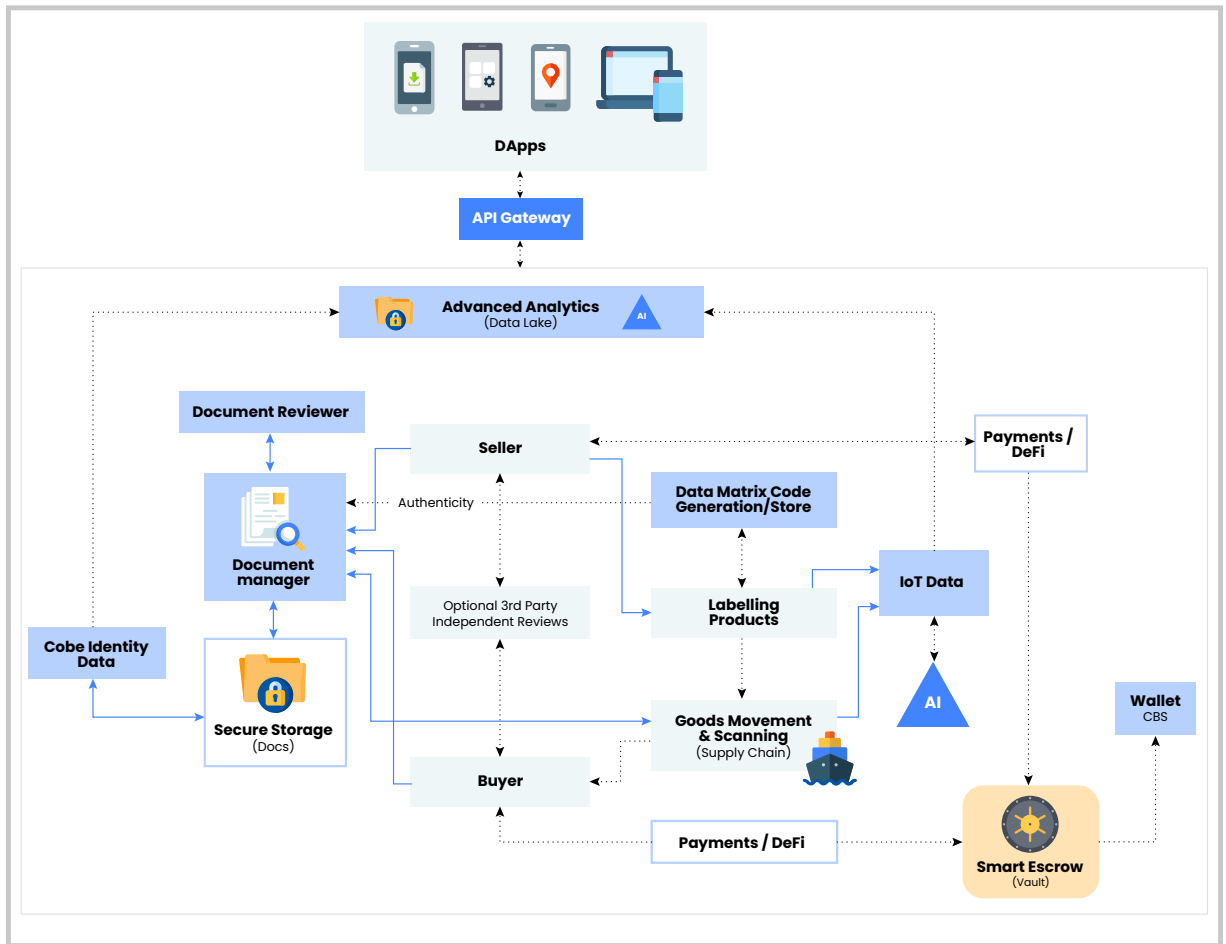 DApps
API Gateway
Advanced Analytics
(Data Lake)
AI
Document Reviewer
Seller
Payments /
DeFi
Authenticity
Data Matrix Code
Generation/Store
Document
manager
IoT Data
Optional 3rd Party
Independent Reviews
Labelling
Products
Cobe Identity
Data
Secure Storage
(Docs)
Goods Movement
& Scanning
(Supply Chain)
AI
Wallet
CBS
Buyer
Payments / DeFi
Smart Escrow
(Vault)